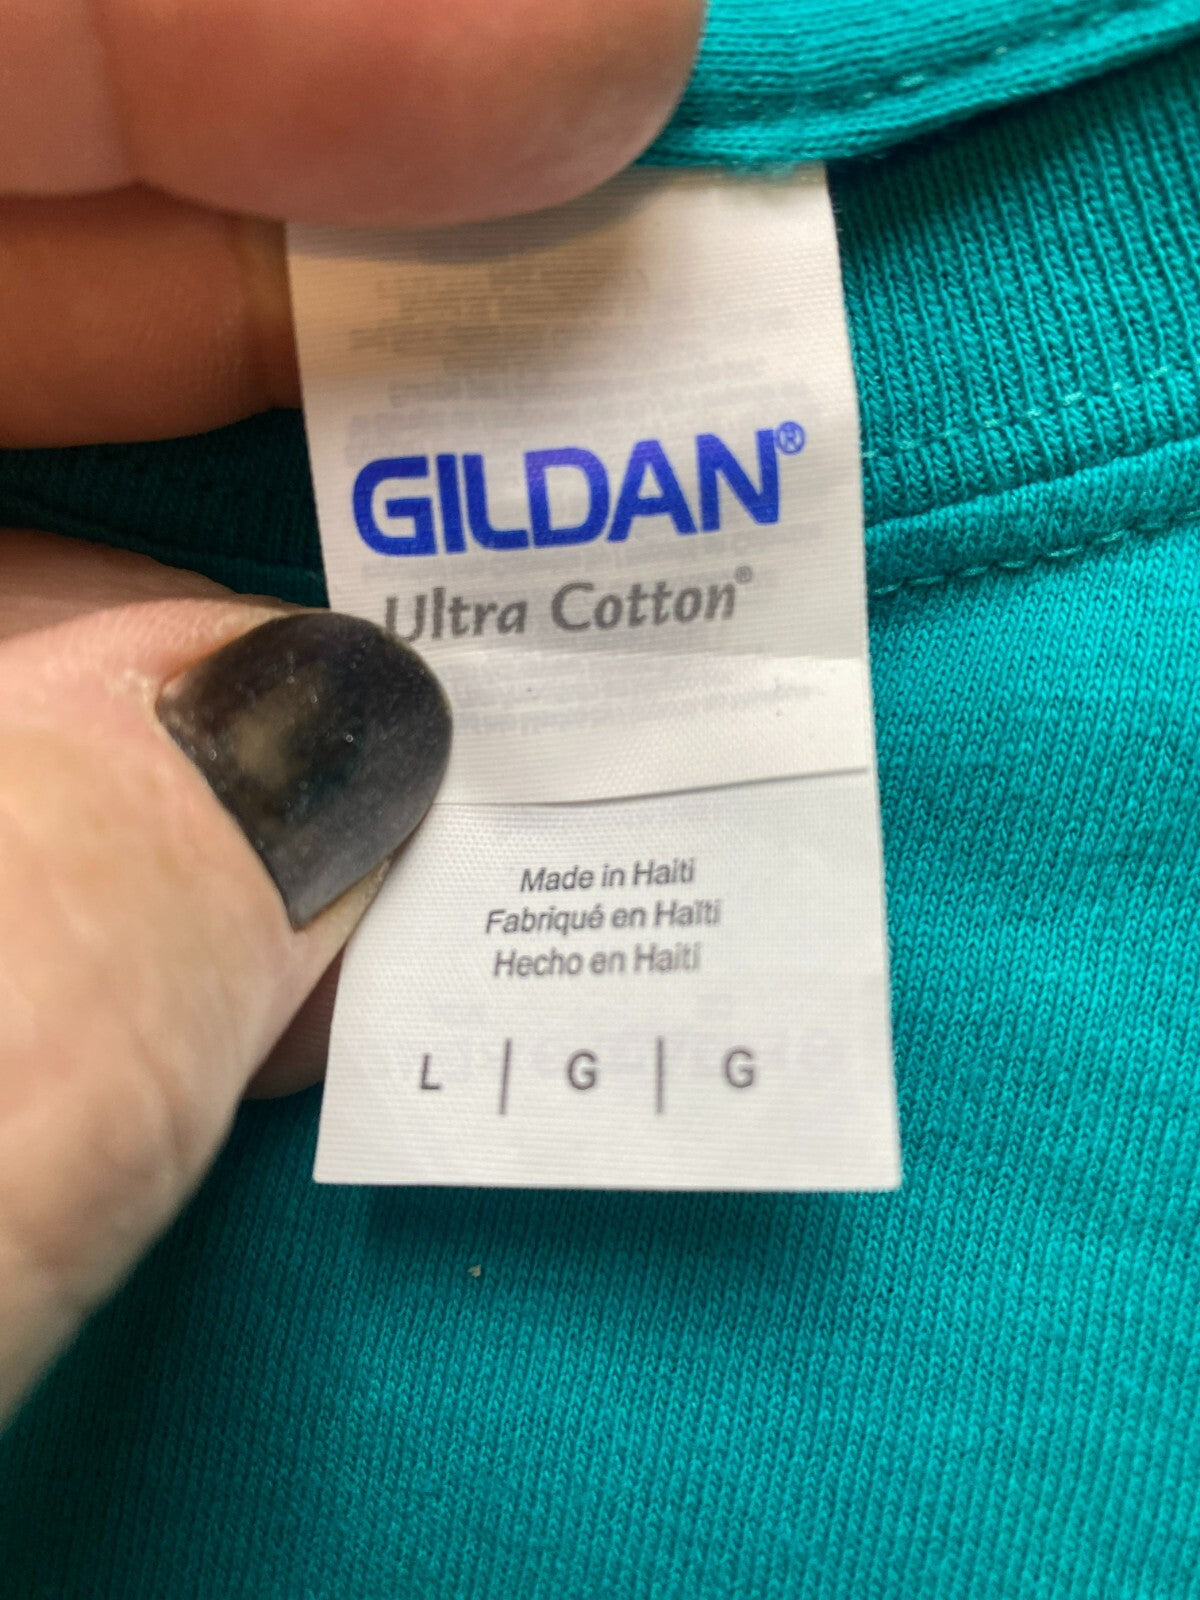 GILDAN®
Ultra Cotton®
Made in Haiti
Fabriqué en Haïti
Hecho en Haití
L | G | G